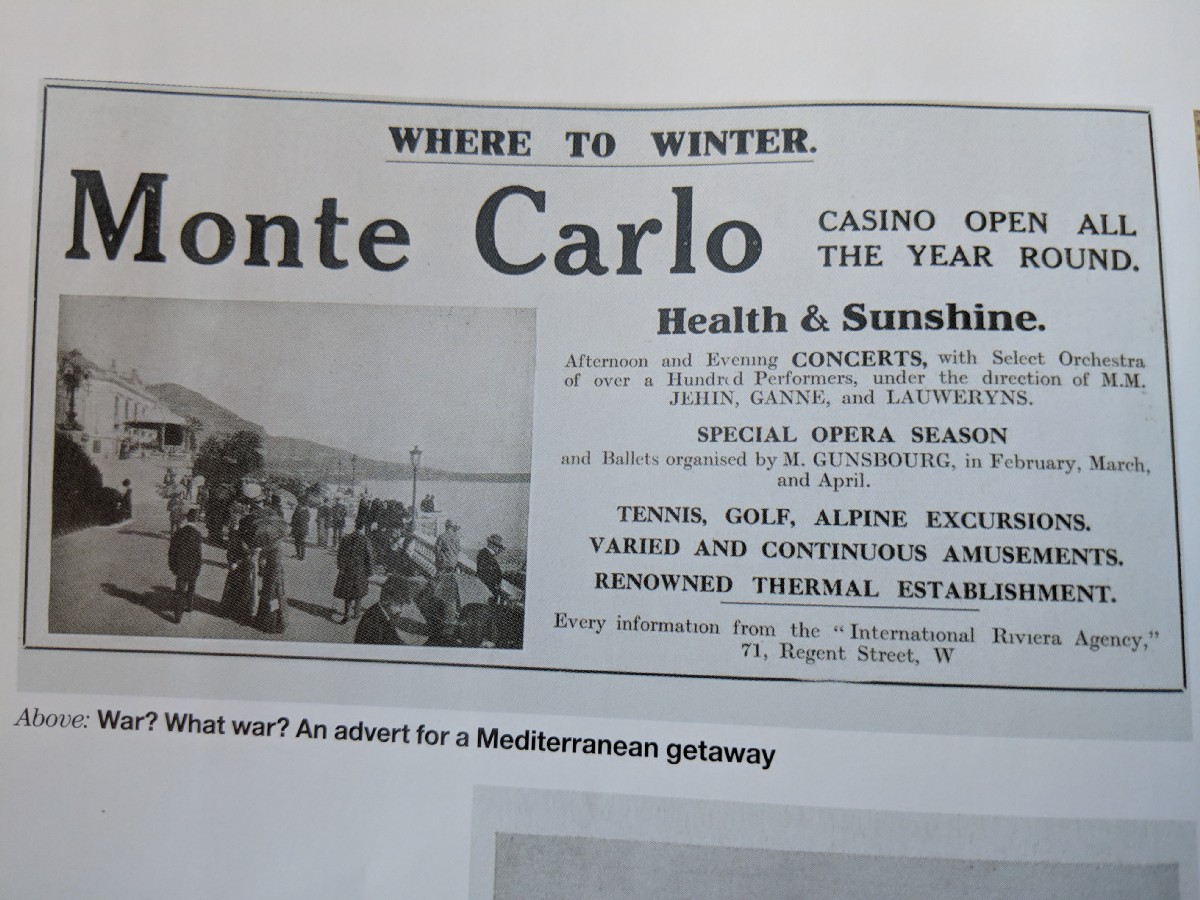 WHERE TO WINTER.
Monte Carlo
CASINO OPEN ALL
THE YEAR ROUND.
Health & Sunshine.
Afternoon and Evening CONCERTS, with Select Orchestra
of over a Hundred Performers, under the direction of M.M.
JEHIN, GANNE, and LAUWERYNS.
SPECIAL OPERA SEASON
and Ballets organised by M. GUNSBOURG, in February, March,
and April.
TENNIS, GOLF, ALPINE EXCURSIONS.
VARIED AND CONTINUOUS AMUSEMENTS.
RENOWNED THERMAL ESTABLISHMENT.
Every information from the "International Riviera Agency,"
71, Regent Street, W
Above: War? What war? An advert for a Mediterranean getaway